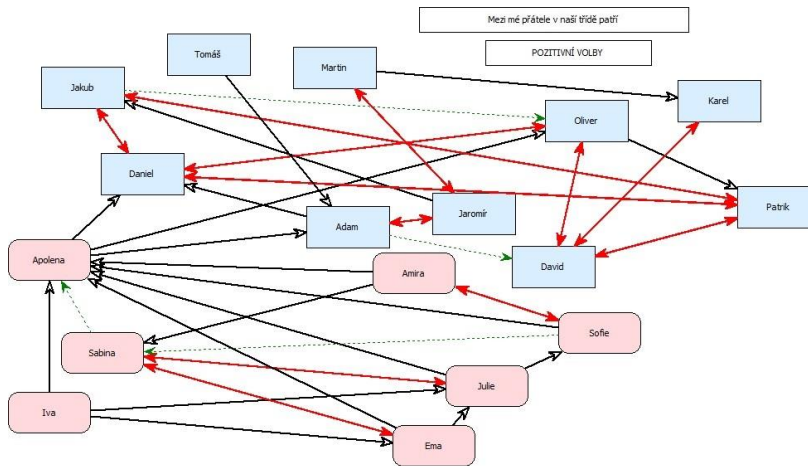 Mezi mé přátele v naší třídě patří
POZITIVNÍ VOLBY
Tomáš
Martin
Jakub
Karel
Oliver
Daniel
Patrik
Adam
Jaromír
David
Apolena
Amira
Sofie
Sabina
Julie
Iva
Ema